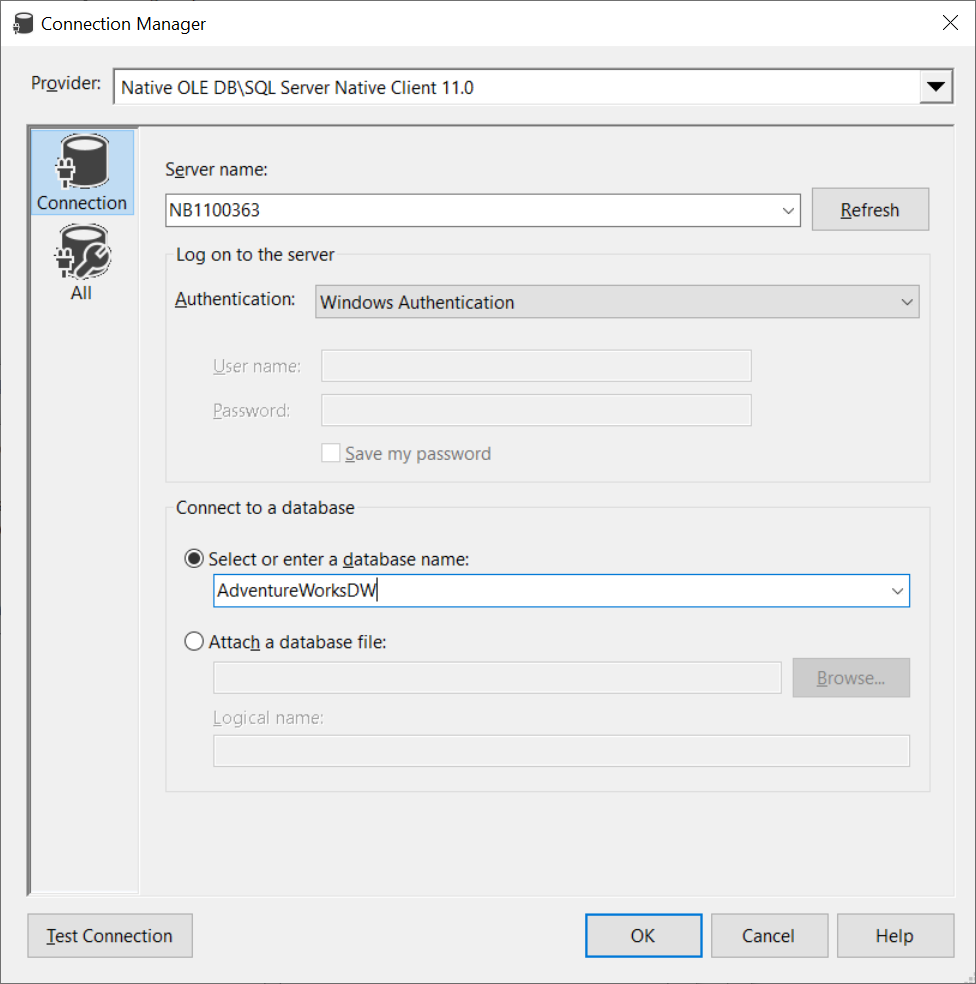 Connection Manager
Provider: Native OLE DB\SQL Server Native Client 11.0
Connection
All
Server name:
NB1100363 Refresh
Log on to the server
Authentication: Windows Authentication
User name:
Password:
Save my password
Connect to a database
Select or enter a database name:
AdventureWorksDW
Attach a database file:
Browse...
Logical name:
Test Connection OK Cancel Help